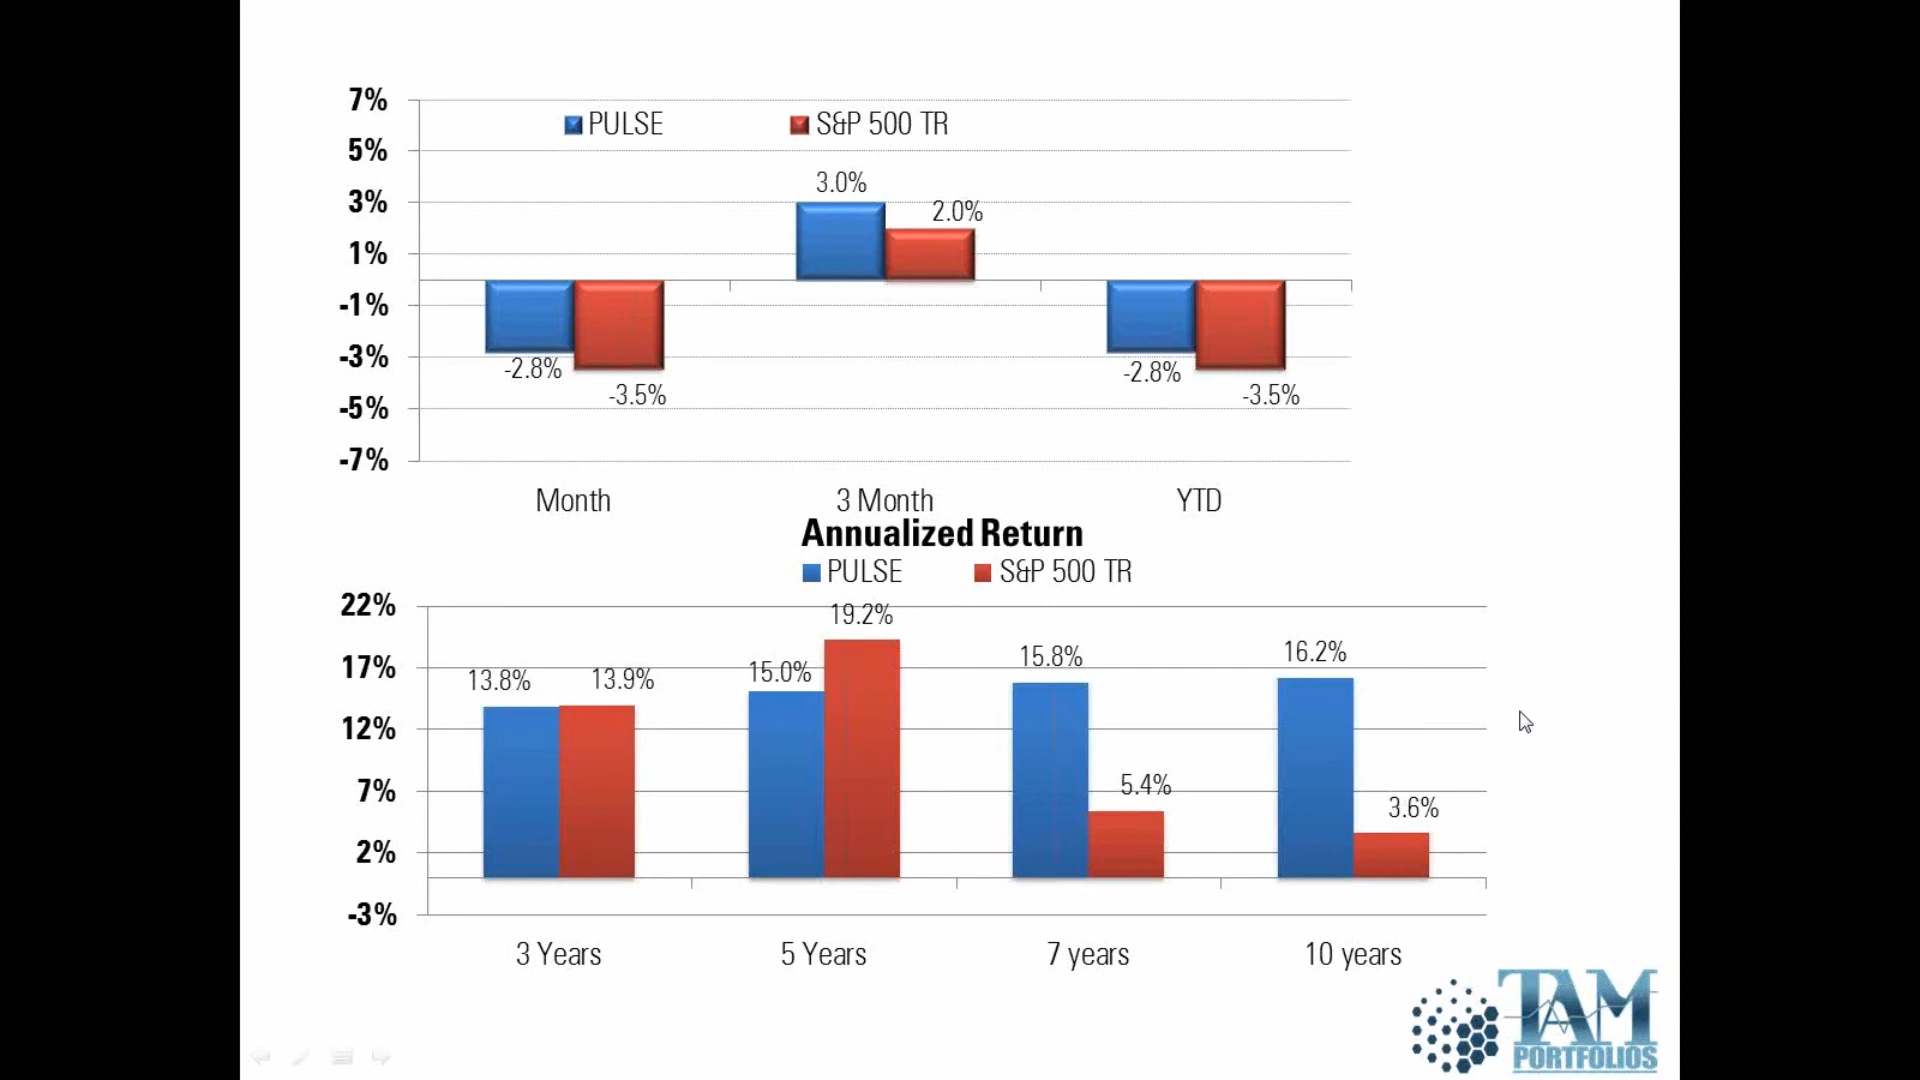 7%
PULSE S&P 500 TR
5%
3.0%
3%
2.0%
1%
-1%
-3%
-2.8% -2.8%
-3.5% -3.5%
-5%
-7%
Month 3 Month YTD
Annualized Return
PULSE S&P 500 TR
22%
19.2%
17%
13.8% 13.9% 15.0% 15.8% 16.2%
12%
7%
5.4%
3.6%
2%
-3%
3 Years 5 Years 7 years 10 years
TAM
PORTFOLIOS